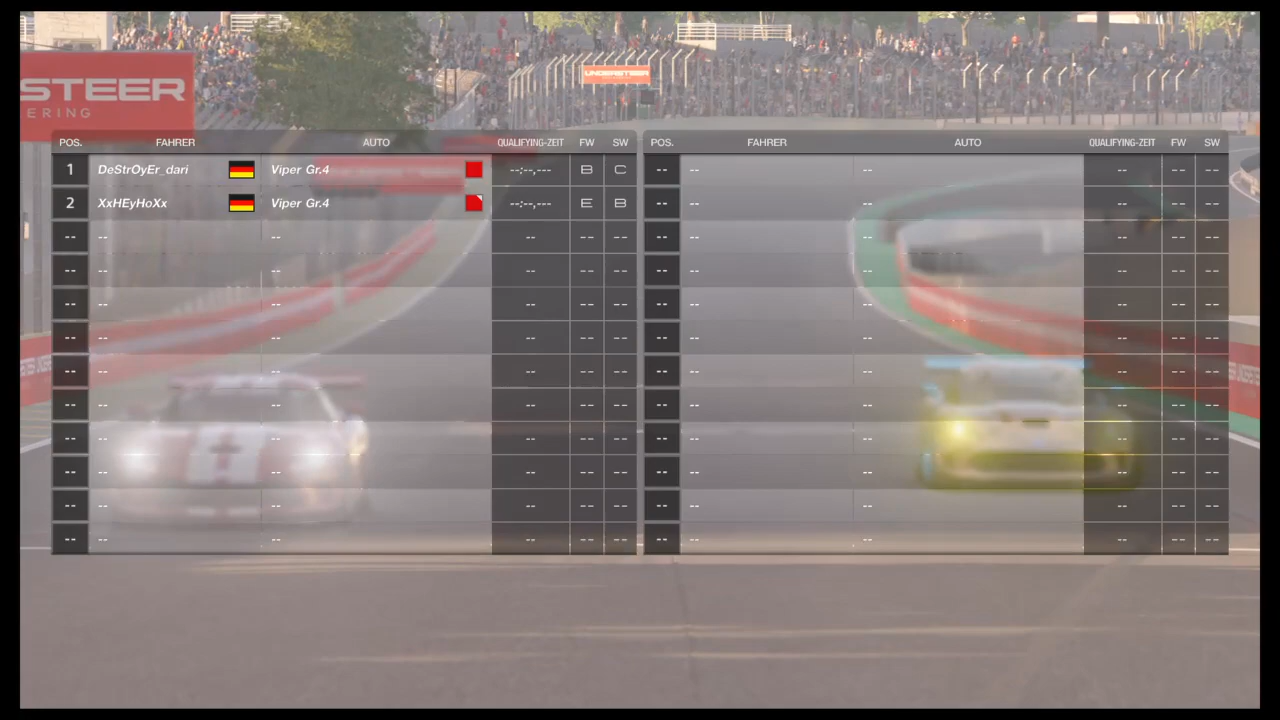 STEER
ERING
UNDERSTEER
POS. FAHRER AUTO QUALIFYING-ZEIT FW SW POS. FAHRER AUTO QUALIFYING-ZEIT FW SW
1 DeStrOyEr_dari Viper Gr.4 --:--,--- B C -- -- -- -- -- --
2 XxHEyHoXx Viper Gr.4 --:--,--- E B -- -- -- -- -- --
-- -- -- -- -- -- -- -- -- -- -- --
-- -- -- -- -- -- -- -- -- -- -- --
-- -- -- -- -- -- -- -- -- -- -- --
-- -- -- -- -- -- -- -- -- -- -- --
-- -- -- -- -- -- -- -- -- -- -- --
-- -- -- -- -- -- -- -- -- -- -- --
-- -- -- -- -- -- -- -- -- -- -- --
-- -- -- -- -- -- -- -- -- -- -- --
-- -- -- -- -- -- -- -- -- -- -- --
-- -- -- -- -- -- -- -- -- -- -- --